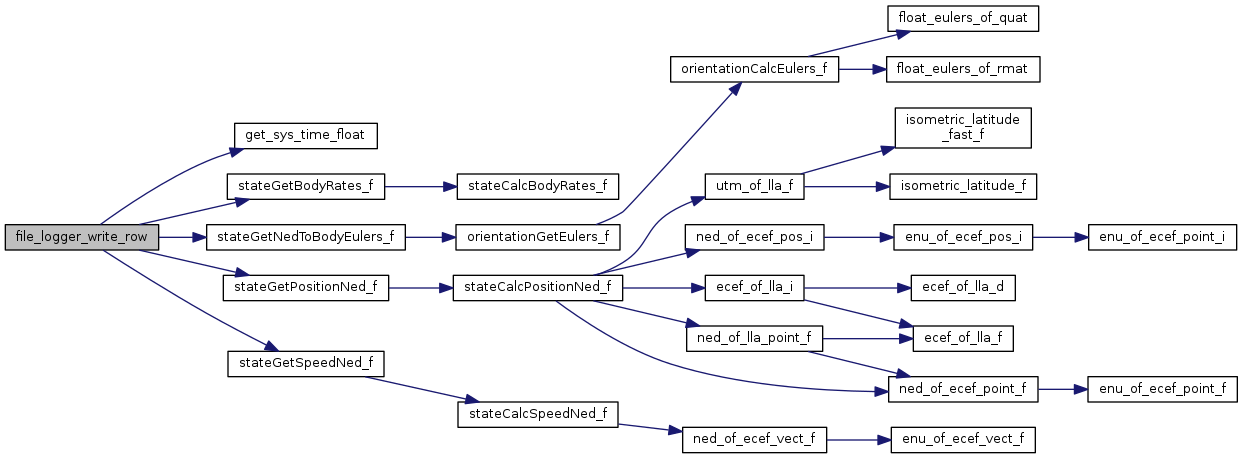 float_eulers_of_quat
orientationCalcEulers_f
float_eulers_of_rmat
isometric_latitude
_fast_f
get_sys_time_float
stateGetBodyRates_f
stateCalcBodyRates_f
utm_of_lla_f
isometric_latitude_f
file_logger_write_row
stateGetNedToBodyEulers_f
orientationGetEulers_f
ned_of_ecef_pos_i
enu_of_ecef_pos_i
enu_of_ecef_point_i
stateGetPositionNed_f
stateCalcPositionNed_f
ecef_of_lla_i
ecef_of_lla_d
ned_of_lla_point_f
ecef_of_lla_f
stateGetSpeedNed_f
ned_of_ecef_point_f
enu_of_ecef_point_f
stateCalcSpeedNed_f
ned_of_ecef_vect_f
enu_of_ecef_vect_f